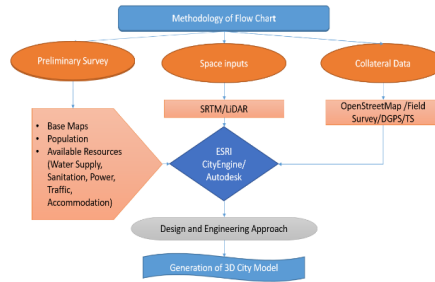 Methodology of Flow Chart
Preliminary Survey
Space inputs
Collateral Data
SRTM/LiDAR
OpenStreetMap /Field
Survey/DGPS/TS
• Base Maps
• Population
• Available Resources
(Water Supply,
Sanitation, Power,
Traffic,
Accommodation)
ESRI
CityEngine/
Autodesk
Design and Engineering Approach
Generation of 3D City Model